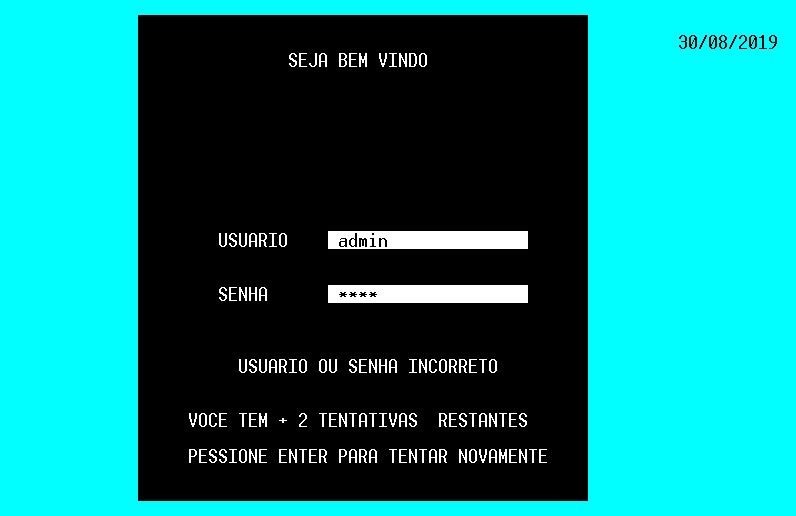 30/08/2019
SEJA BEM VINDO
USUARIO admin
SENHA ****
USUARIO OU SENHA INCORRETO
VOCE TEM + 2 TENTATIVAS RESTANTES
PESSIONE ENTER PARA TENTAR NOVAMENTE